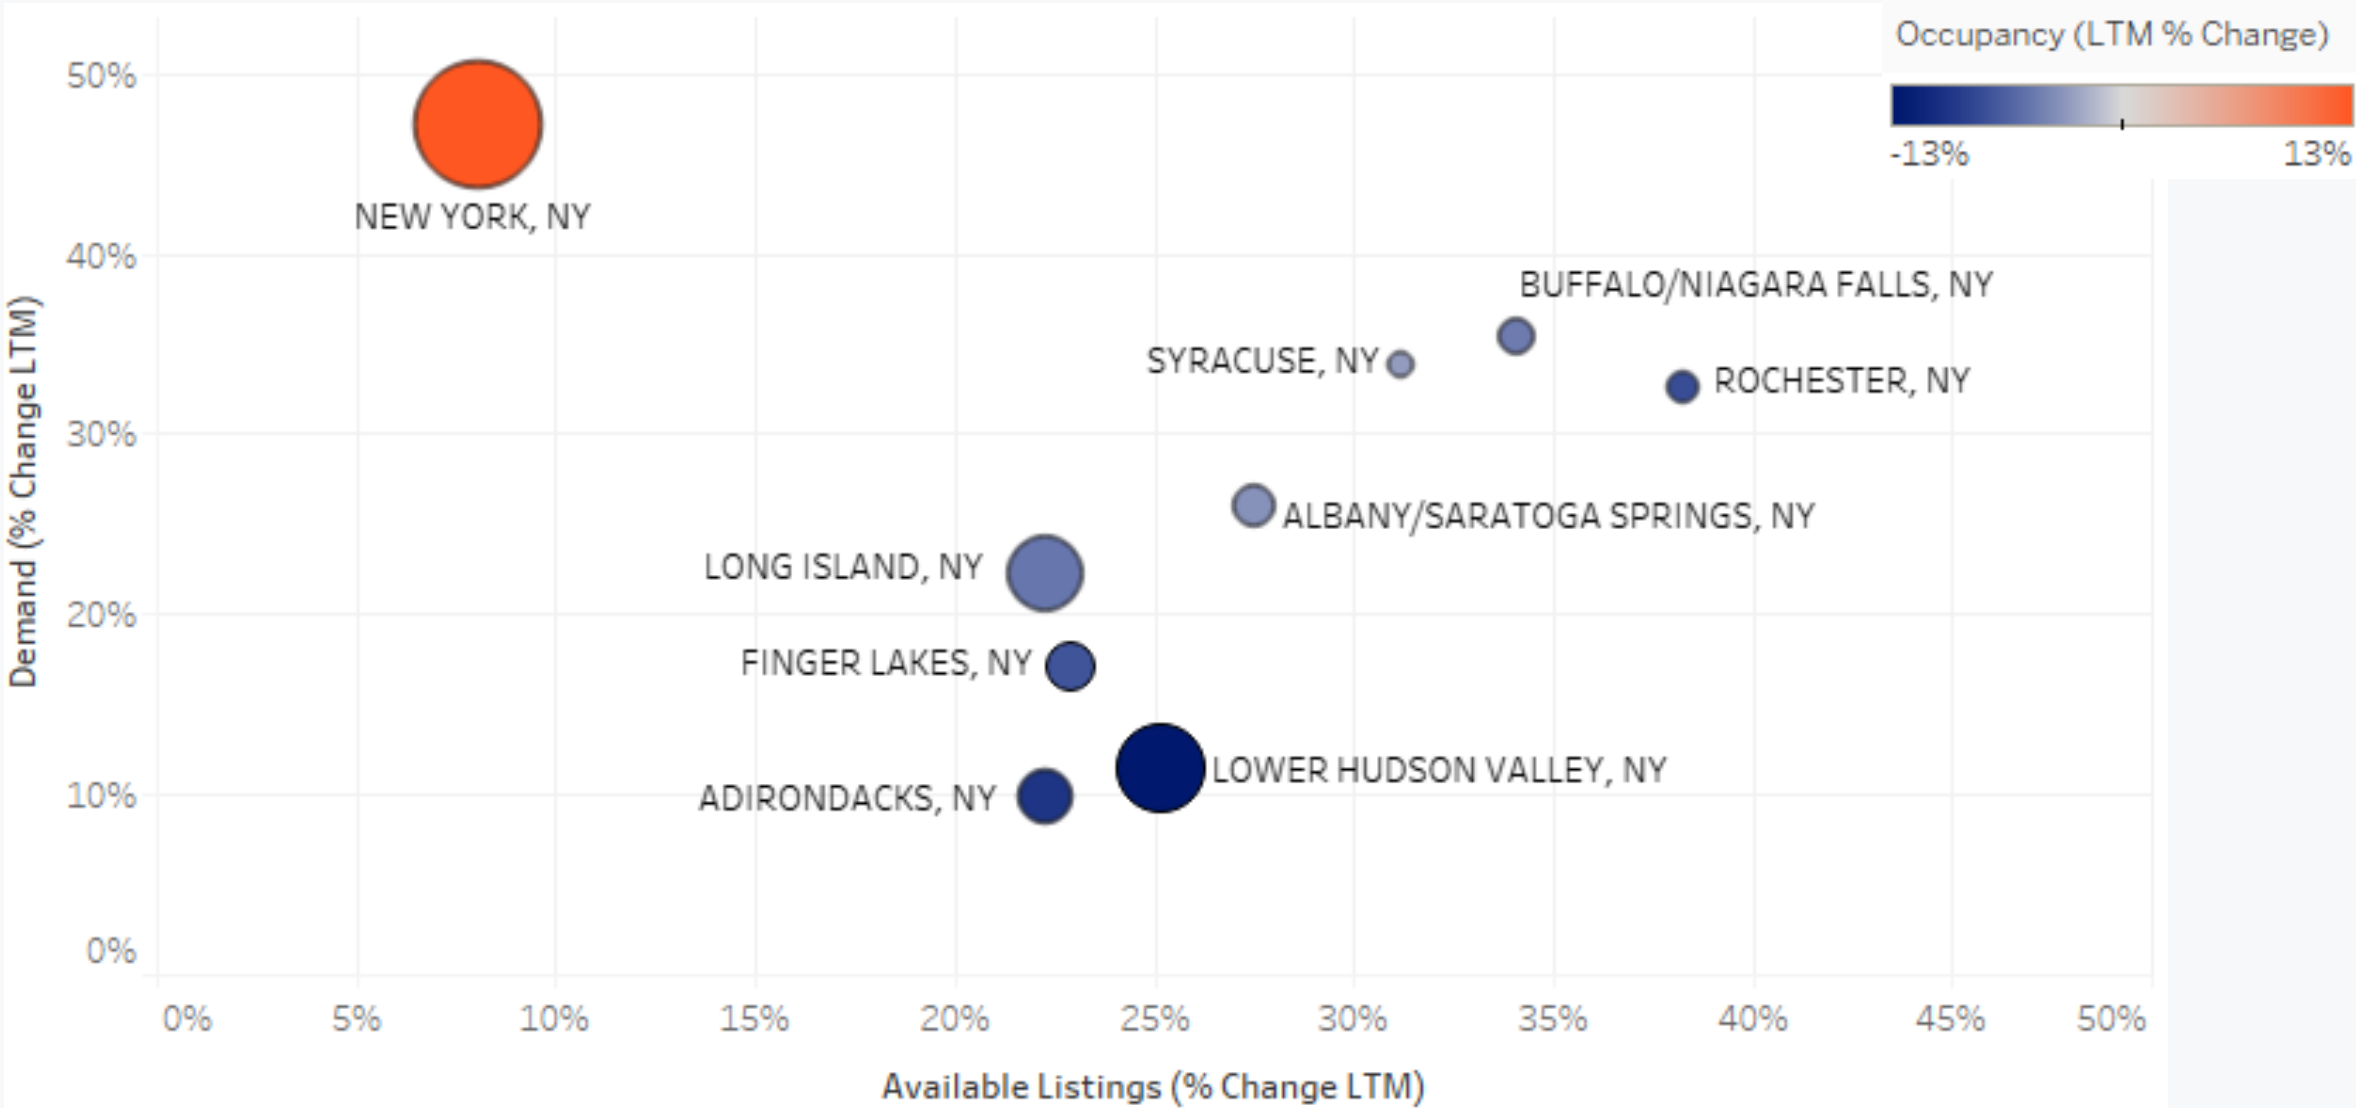 Occupancy (LTM % Change)
-13%
13%
Demand (% Change LTM)
50%
40%
30%
20%
10%
0%
NEW YORK, NY
BUFFALO/NIAGARA FALLS, NY
SYRACUSE, NY
ROCHESTER, NY
ALBANY/SARATOGA SPRINGS, NY
LONG ISLAND, NY
FINGER LAKES, NY
LOWER HUDSON VALLEY, NY
ADIRONDACKS, NY
0%
5%
10%
15%
20%
25%
30%
35%
40%
45%
50%
Available Listings (% Change LTM)